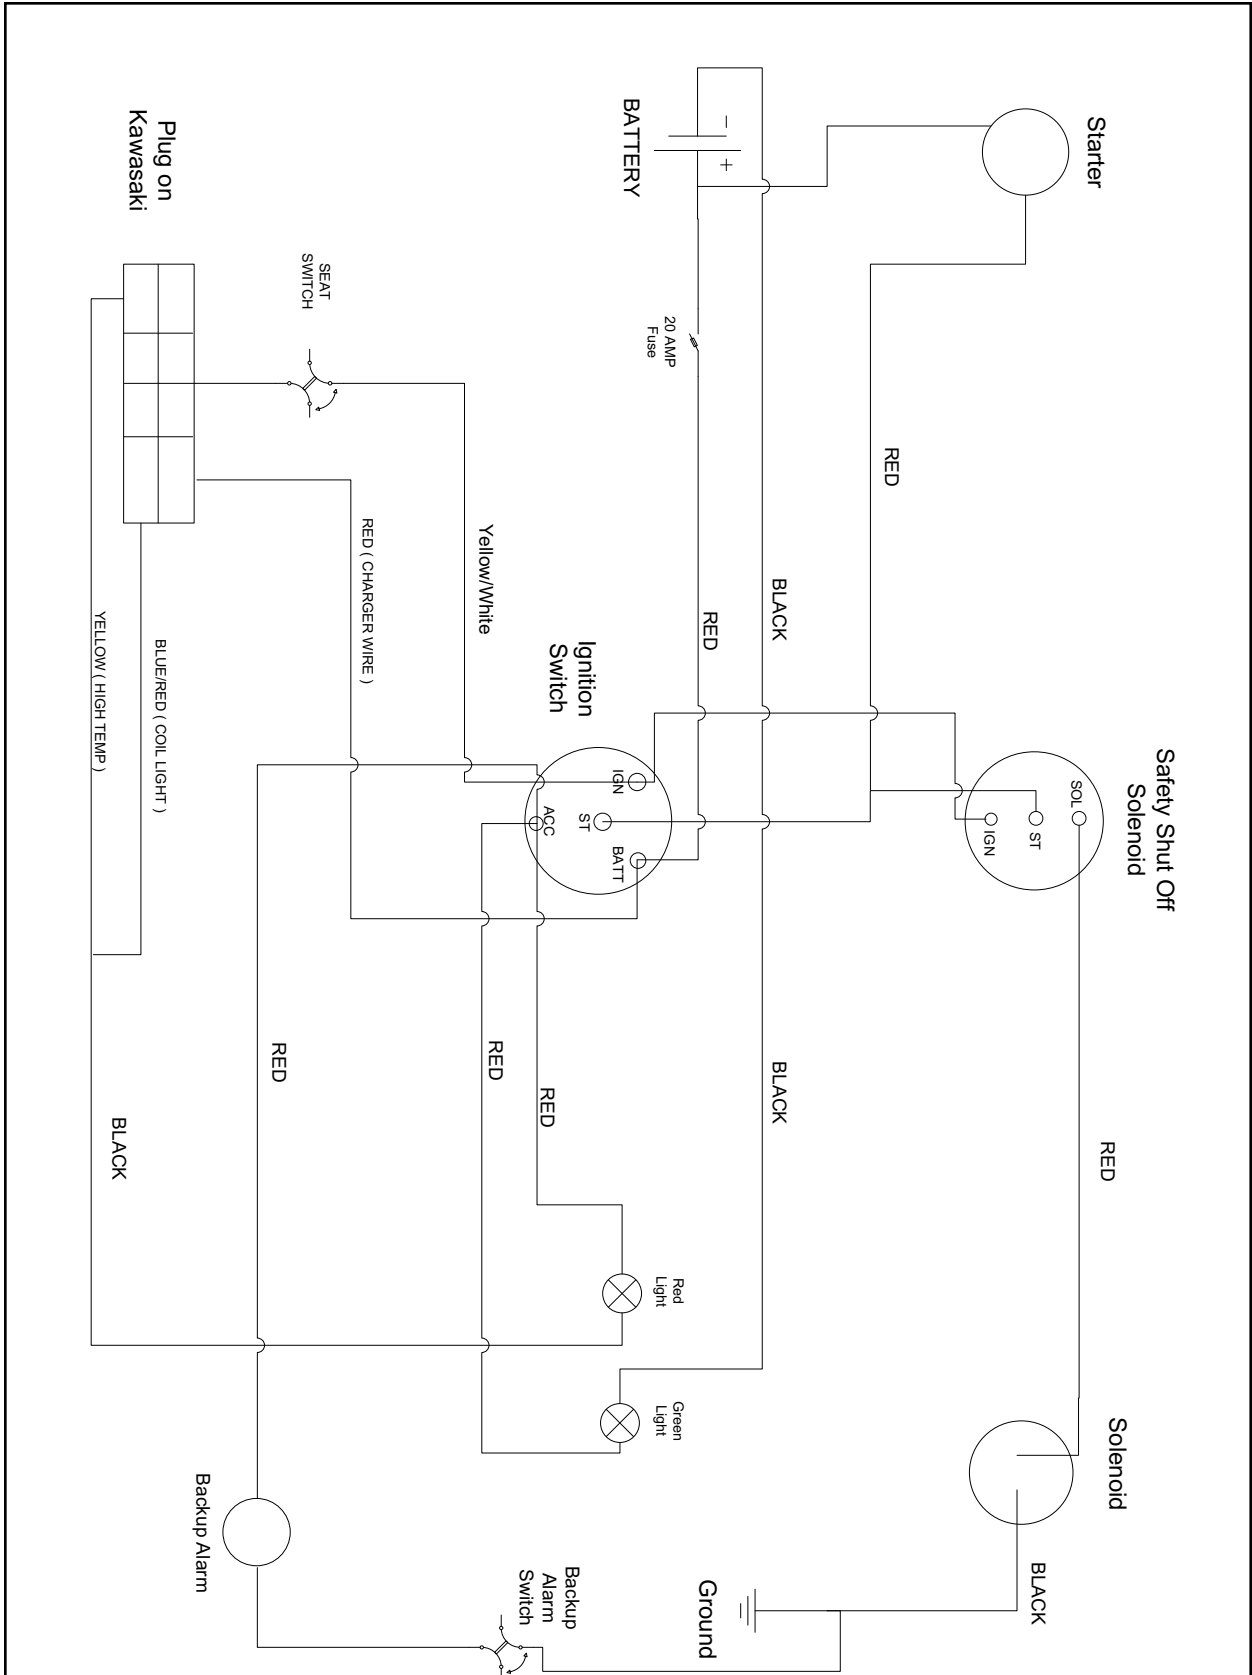 Starter
BATTERY
–
+
Plug on
Kawasaki
SEAT
SWITCH
20 AMP
Fuse
RED
BLACK
RED
Yellow/White
RED ( CHARGER WIRE )
BLUE/RED ( COIL LIGHT )
YELLOW ( HIGH TEMP )
Ignition
Switch
IGN
ST
ACC
BATT
Safety Shut Off
Solenoid
SOL
ST
IGN
RED
BLACK
RED
RED
RED
BLACK
Red
Light
Green
Light
Solenoid
BLACK
Ground
Backup
Alarm
Switch
Backup Alarm